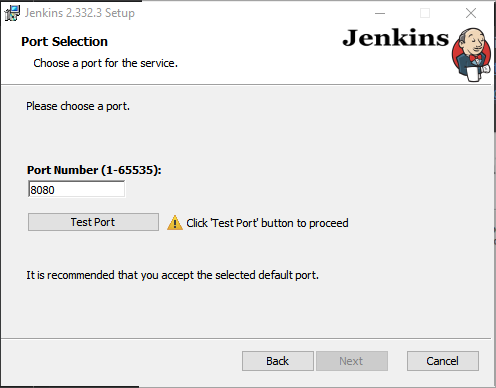 Jenkins 2.332.3 Setup
Port Selection
Choose a port for the service.
Jenkins
Please choose a port.
Port Number (1-65535):
8080
Test Port
Click 'Test Port' button to proceed
It is recommended that you accept the selected default port.
Back
Next
Cancel